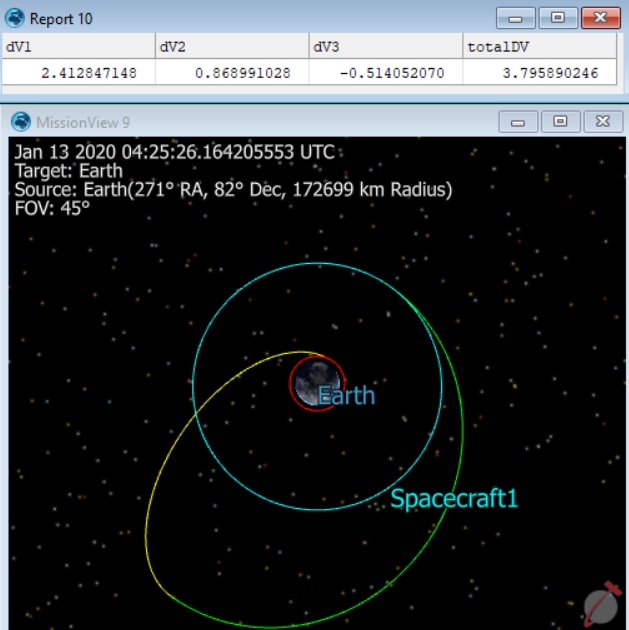 Report 10
dV1 dV2 dV3 totalDV
2.412847148 0.868991028 -0.514052070 3.795890246
MissionView 9
Jan 13 2020 04:25:26.164205553 UTC
Target: Earth
Source: Earth(271° RA, 82° Dec, 172699 km Radius)
FOV: 45°
Earth
Spacecraft1